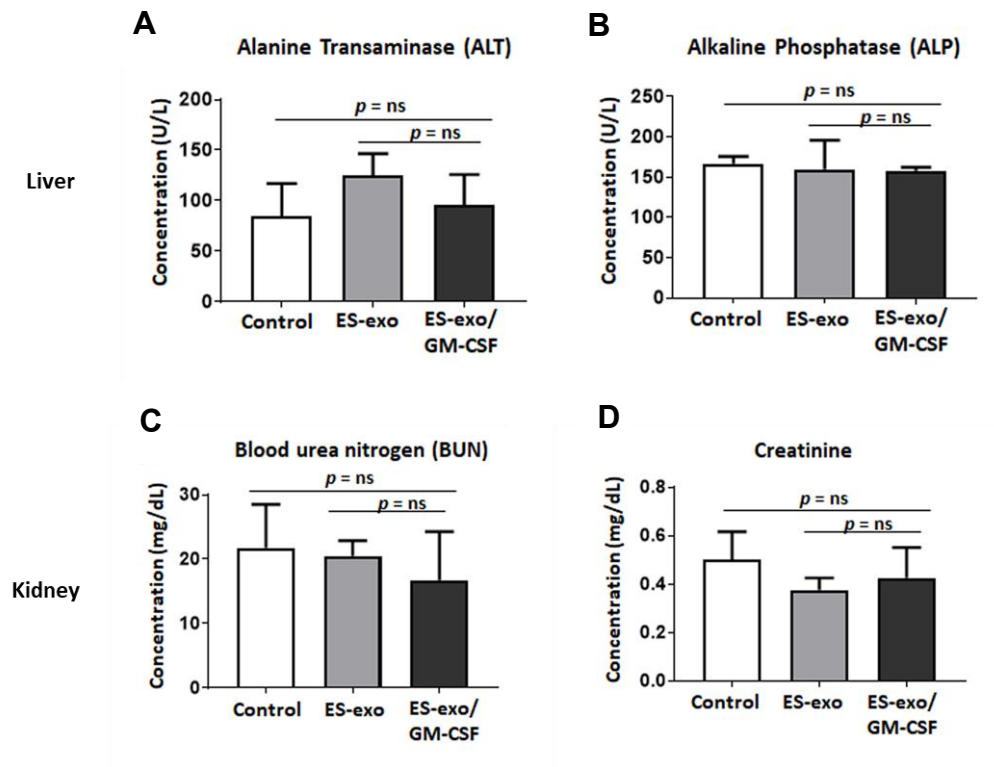 A
Alanine Transaminase (ALT)
Liver
Concentration (U/L)
200
150
100
50
0
p = ns
p = ns
Control
ES-exo
ES-exo/
GM-CSF
B
Alkaline Phosphatase (ALP)
Concentration (U/L)
250
200
150
100
50
0
p = ns
p = ns
Control
ES-exo
ES-exo/
GM-CSF
C
Blood urea nitrogen (BUN)
Kidney
Concentration (mg/dL)
30
20
10
0
p = ns
p = ns
Control
ES-exo
ES-exo/
GM-CSF
D
Creatinine
Concentration (mg/dL)
0.8
0.6
0.4
0.2
0.0
p = ns
p = ns
Control
ES-exo
ES-exo/
GM-CSF